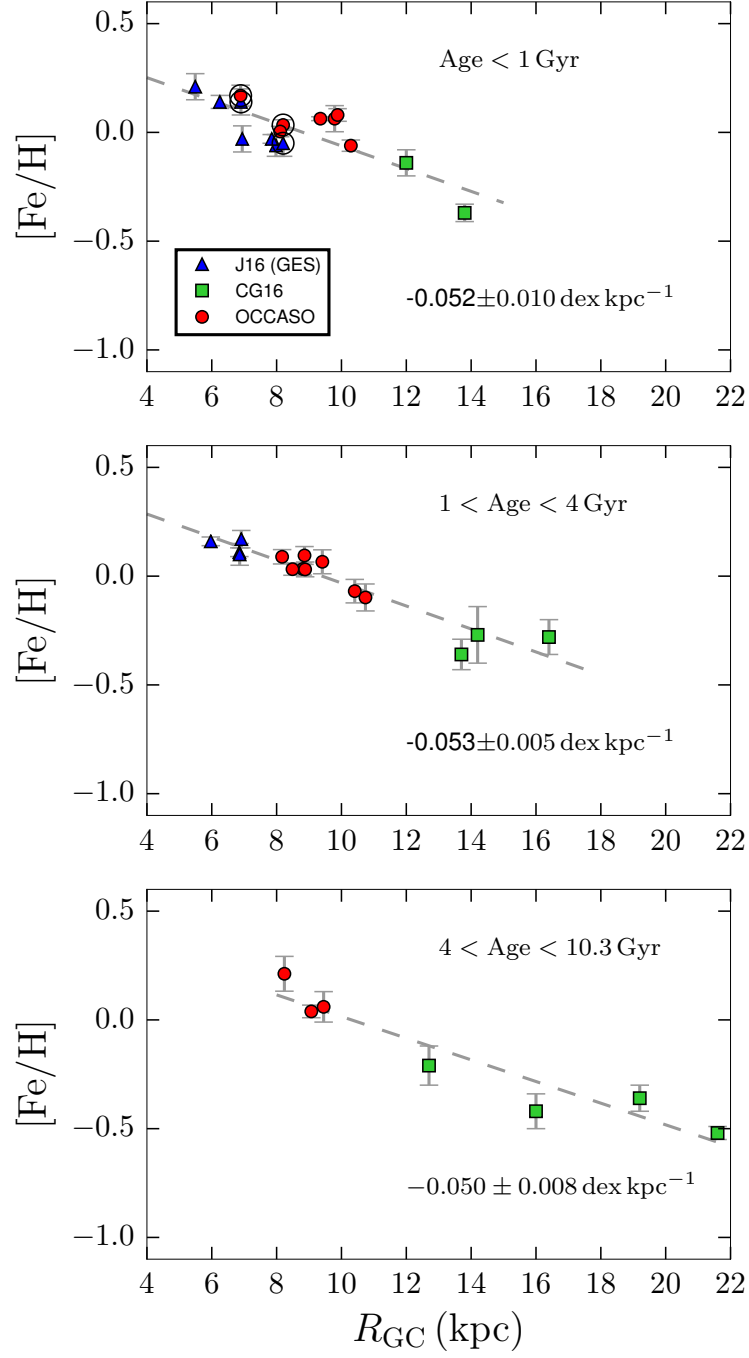 0.5
Age < 1 Gyr
0.0
[Fe/H]
−0.5
J16 (GES)
CG16
OCCASO
-0.052±0.010 dex kpc⁻¹
−1.0
4 6 8 10 12 14 16 18 20 22
0.5
1 < Age < 4 Gyr
0.0
[Fe/H]
−0.5
-0.053±0.005 dex kpc⁻¹
−1.0
4 6 8 10 12 14 16 18 20 22
0.5
4 < Age < 10.3 Gyr
0.0
[Fe/H]
−0.5
−0.050 ± 0.008 dex kpc⁻¹
−1.0
4 6 8 10 12 14 16 18 20 22
R_GC (kpc)